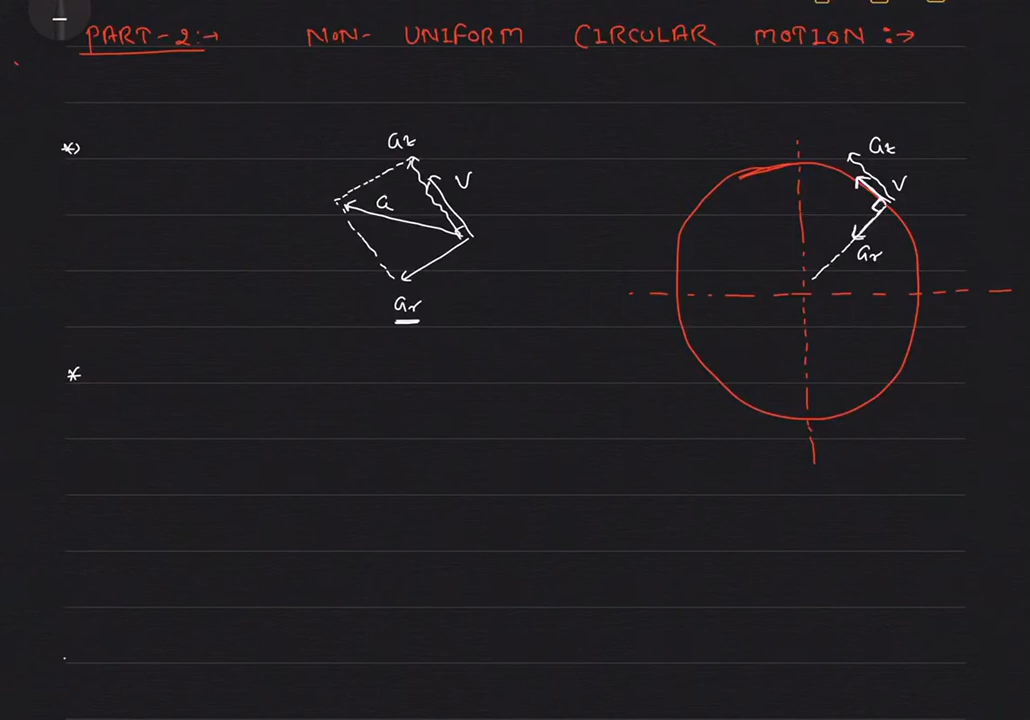 PART-2:→ NON- UNIFORM CIRCULAR MOTION :→
*)
at
V
a
ar
at
V
ar
*